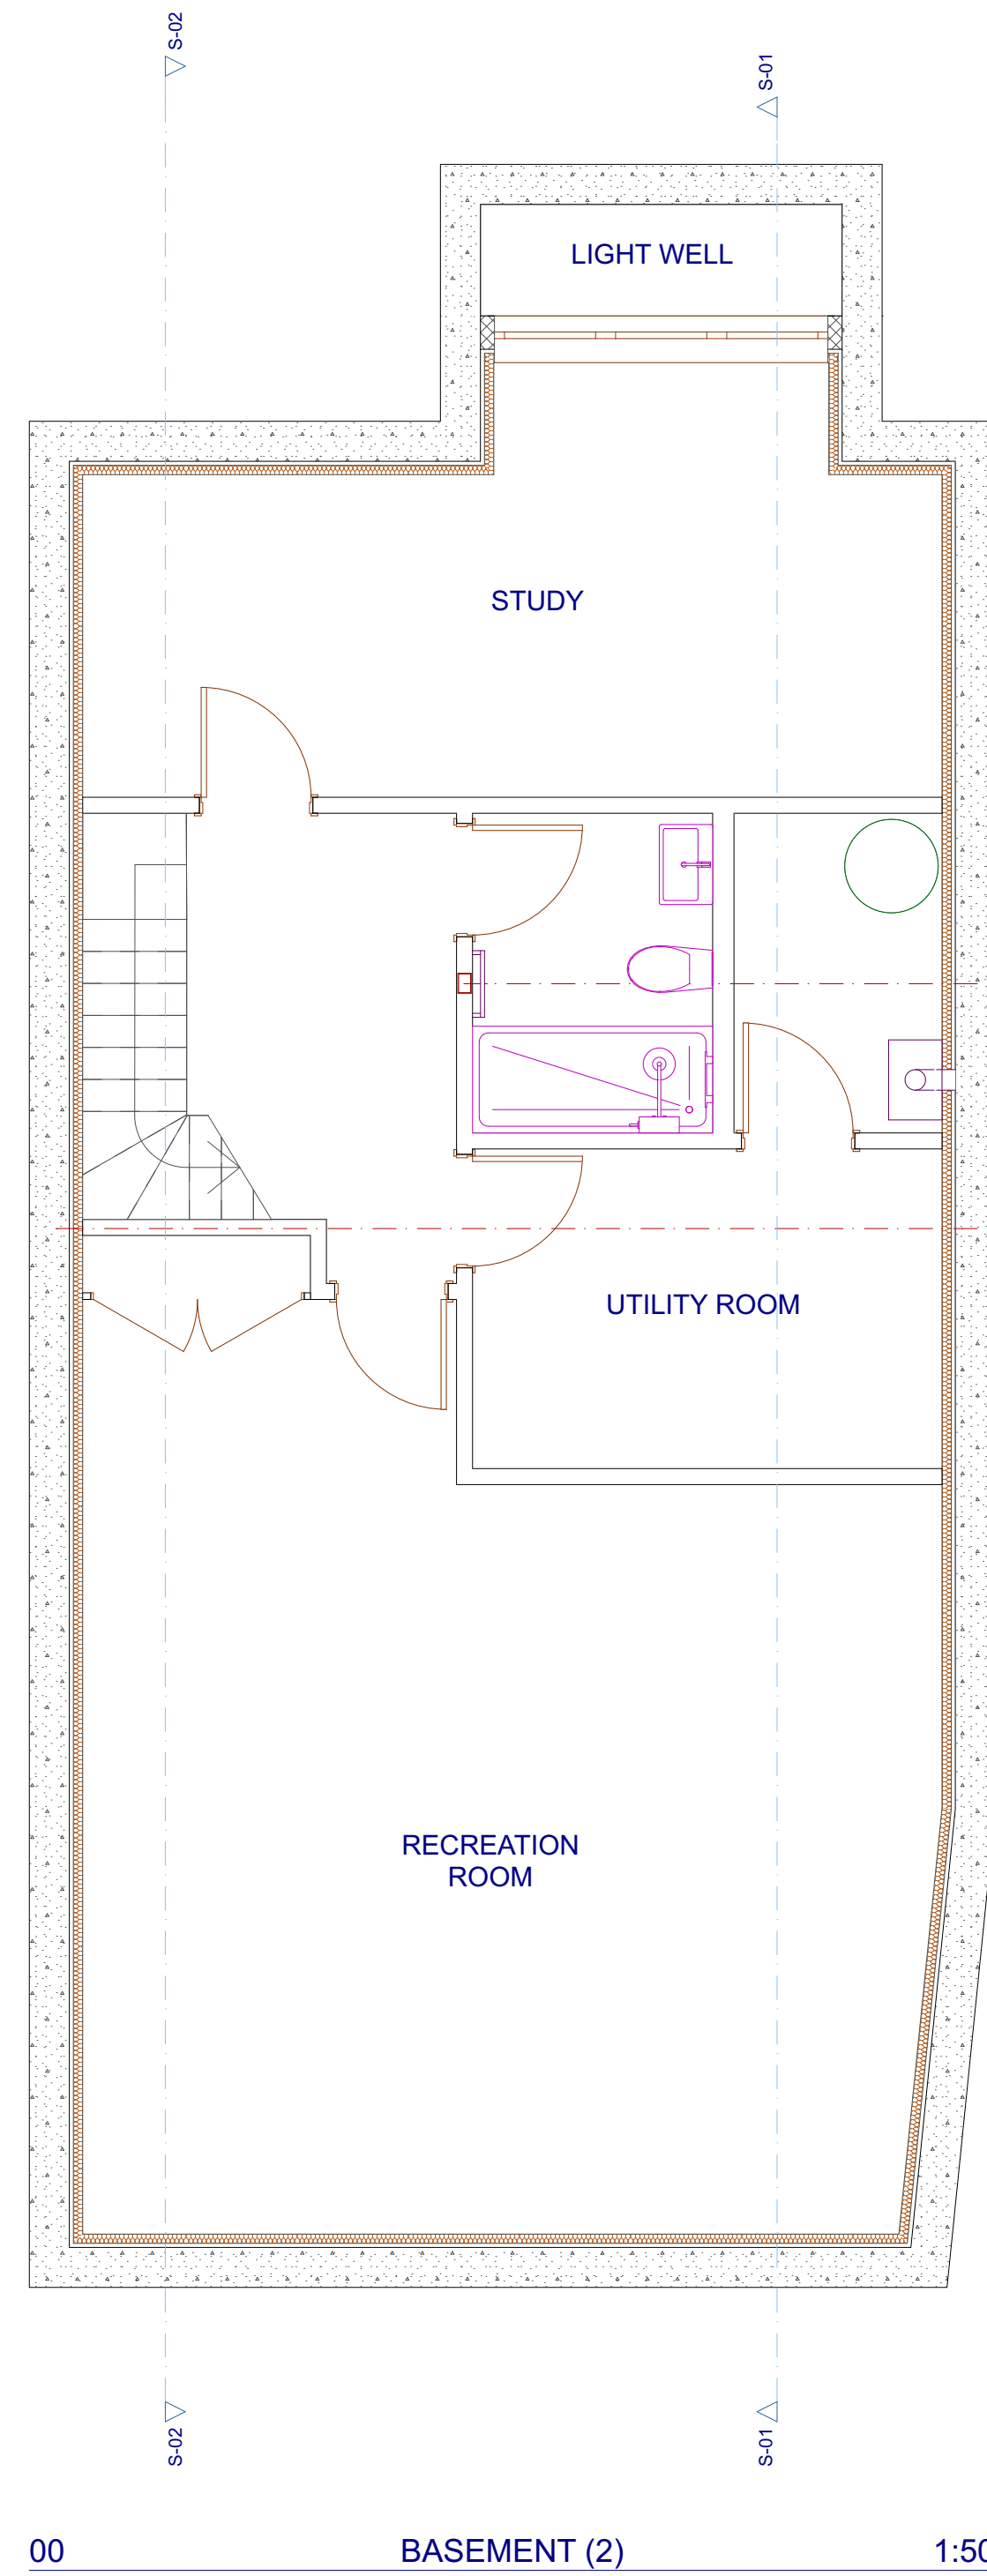 S-02
S-01
LIGHT WELL
STUDY
UTILITY ROOM
RECREATION
ROOM
S-02
S-01
00 BASEMENT (2) 1:50